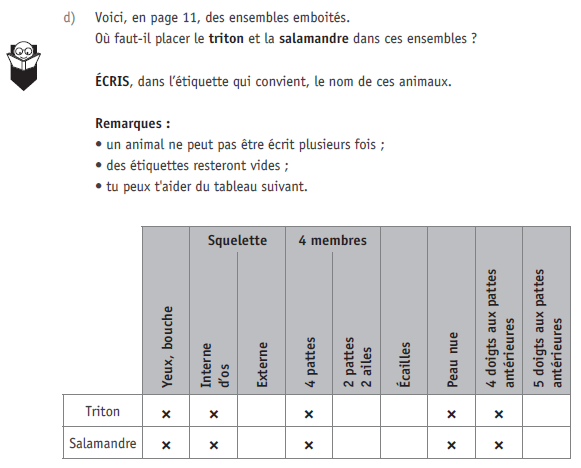 d) Voici, en page 11, des ensembles emboités.
Où faut-il placer le triton et la salamandre dans ces ensembles ?
ÉCRIS, dans l'étiquette qui convient, le nom de ces animaux.
Remarques :
• un animal ne peut pas être écrit plusieurs fois ;
• des étiquettes resteront vides ;
• tu peux t'aider du tableau suivant.
Squelette 4 membres
Yeux, bouche
Interne
d'os
Externe
4 pattes
2 pattes
2 ailes
Écailles
Peau nue
4 doigts aux pattes
antérieures
5 doigts aux pattes
antérieures
Triton × × × × ×
Salamandre × × × × ×